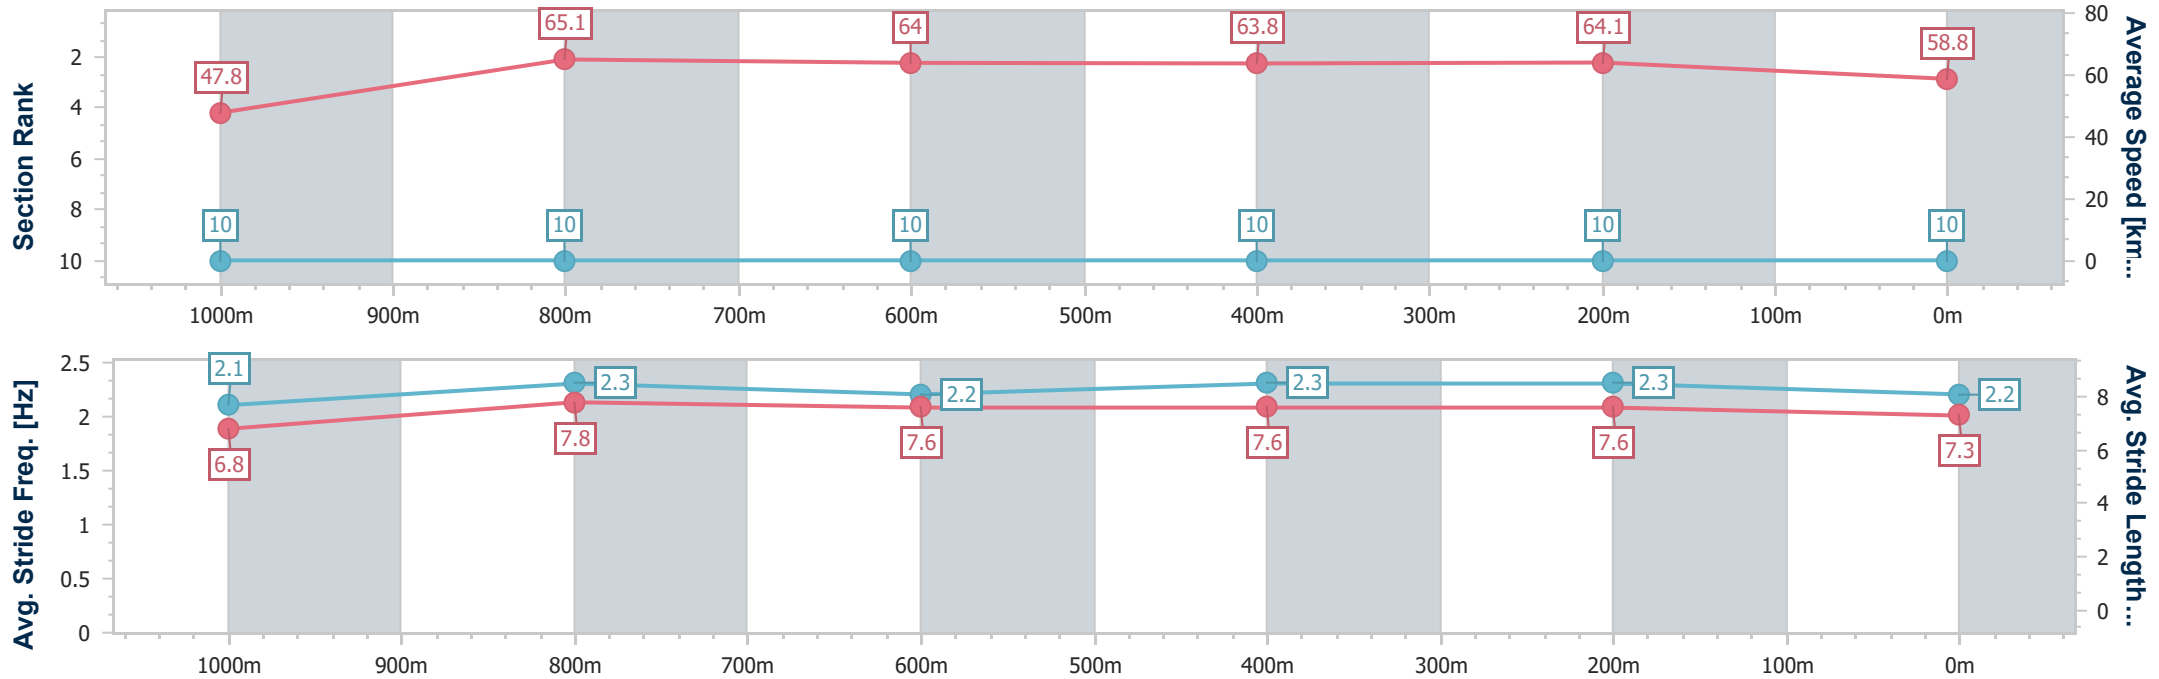 65.1
64
63.8
64.1
58.8
47.8
10
10
10
10
10
10
2
4
6
8
10
80
60
40
20
0
Section Rank
Average Speed [km...
1000m
900m
800m
700m
600m
500m
400m
300m
200m
100m
0m
2.1
2.3
2.2
2.3
2.3
2.2
6.8
7.8
7.6
7.6
7.6
7.3
2.5
2
1.5
1
0.5
0
8
6
4
2
0
Avg. Stride Freq. [Hz]
Avg. Stride Length...
1000m
900m
800m
700m
600m
500m
400m
300m
200m
100m
0m